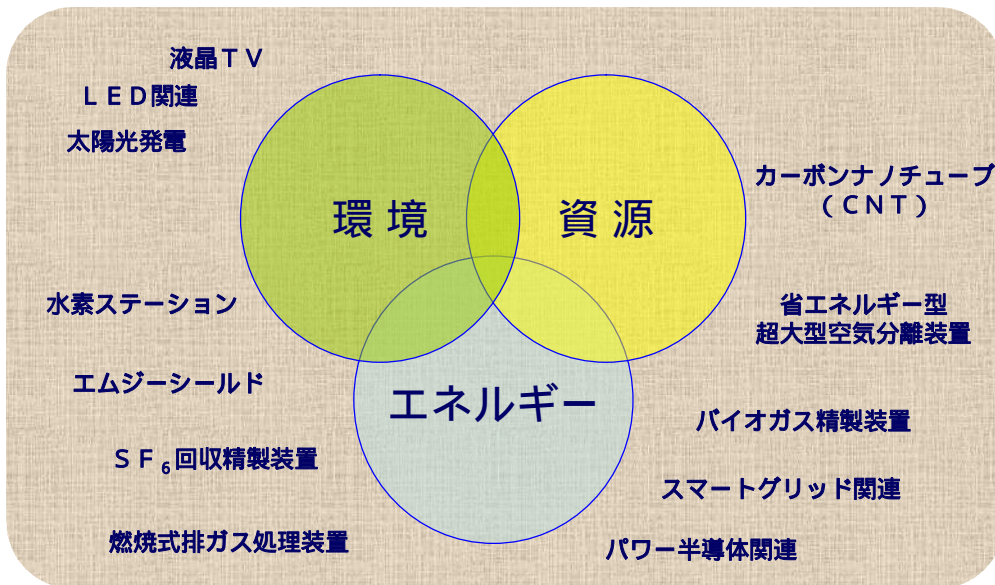 液晶ＴＶ
ＬＥＤ関連
太陽光発電
環 境
資 源
カーボンナノチューブ
（ＣＮＴ）
水素ステーション
省エネルギー型
超大型空気分離装置
エムジーシールド
エネルギー
バイオガス精製装置
ＳＦ₆回収精製装置
スマートグリッド関連
燃焼式排ガス処理装置
パワー半導体関連